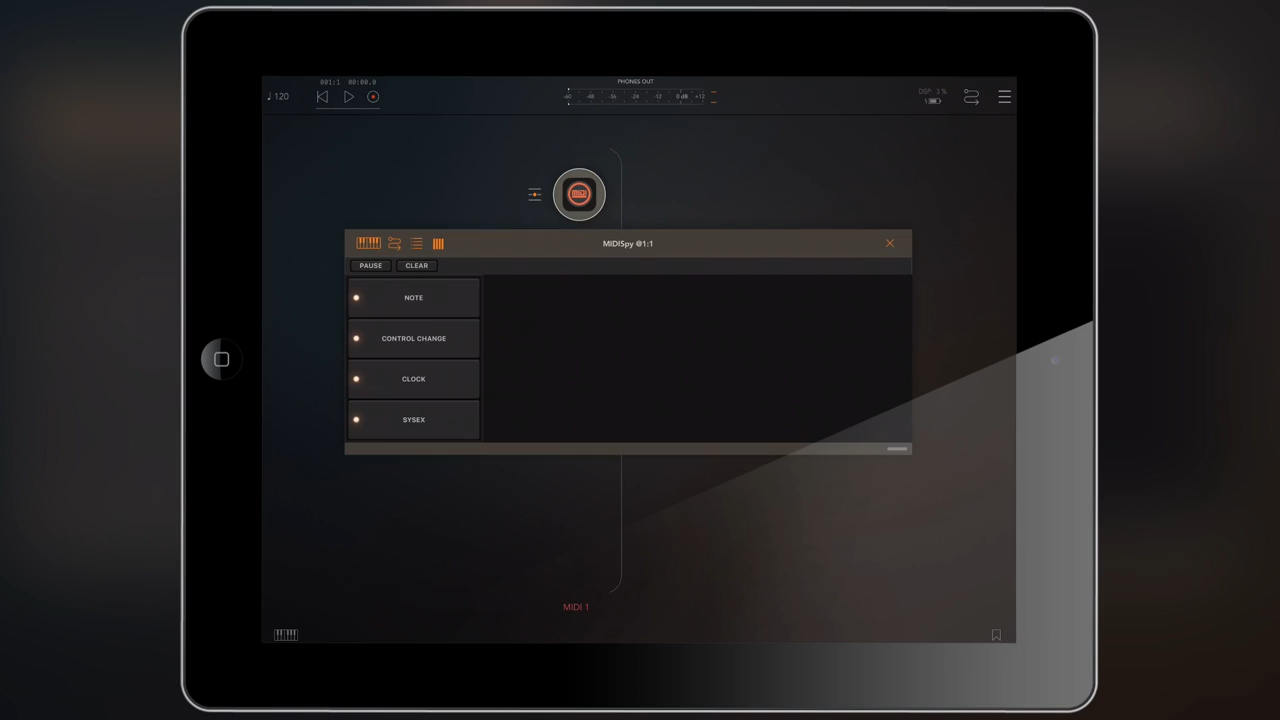 001:1 00:00.0
PHONES OUT
♩ 120
-60 -48 -36 -24 -12 0 dB +12
DSP: 3 %
MIDISpy @1:1
PAUSE CLEAR
NOTE
CONTROL CHANGE
CLOCK
SYSEX
MIDI 1